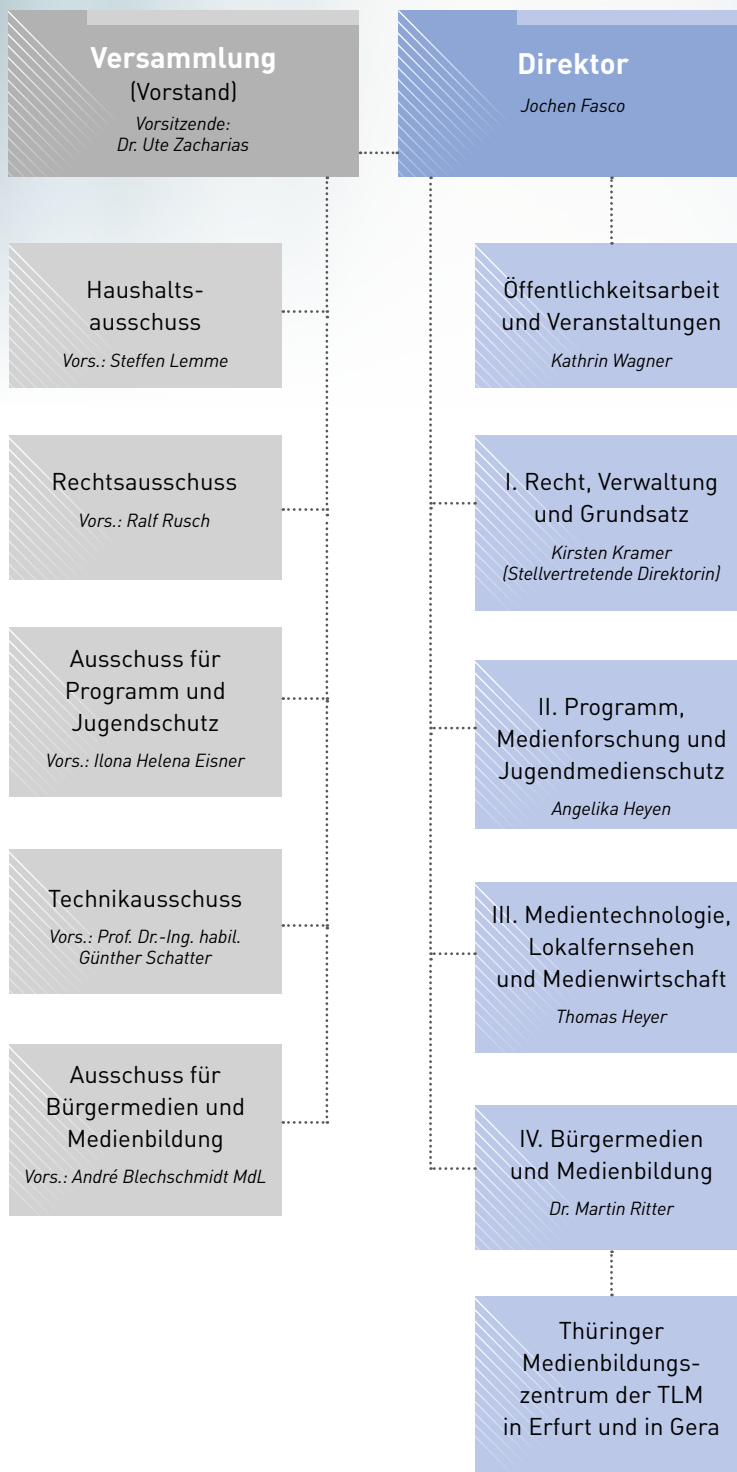 Versammlung
(Vorstand)
Vorsitzende:
Dr. Ute Zacharias
Haushalts-
ausschuss
Vors.: Steffen Lemme
Rechtsausschuss
Vors.: Ralf Rusch
Ausschuss für
Programm und
Jugendschutz
Vors.: Ilona Helena Eisner
Technikausschuss
Vors.: Prof. Dr.-Ing. habil.
Günther Schatter
Ausschuss für
Bürgermedien und
Medienbildung
Vors.: André Blechschmidt MdL
Direktor
Jochen Fasco
Öffentlichkeitsarbeit
und Veranstaltungen
Kathrin Wagner
I. Recht, Verwaltung
und Grundsatz
Kirsten Kramer
(Stellvertretende Direktorin)
II. Programm,
Medienforschung und
Jugendmedienschutz
Angelika Heyen
III. Medientechnologie,
Lokalfernsehen
und Medienwirtschaft
Thomas Heyer
IV. Bürgermedien
und Medienbildung
Dr. Martin Ritter
Thüringer
Medienbildungs-
zentrum der TLM
in Erfurt und in Gera